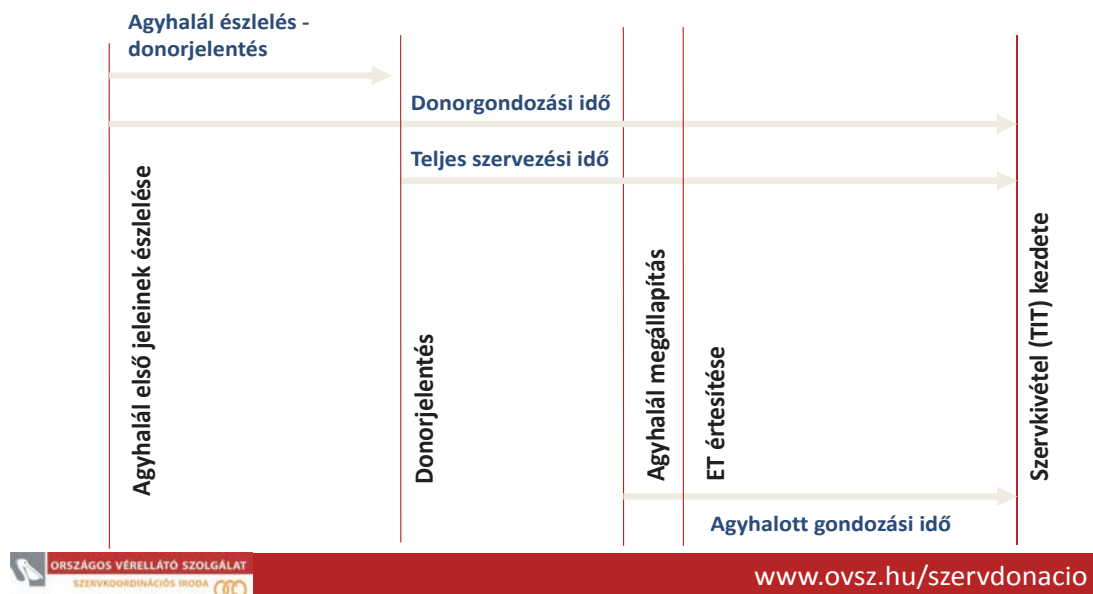 Agyhalál észlelés -
donorjelentés
Donorgondozási idő
Teljes szervezési idő
Agyhalál első jeleinek észlelése
Donorjelentés
Agyhalál megállapítás
ET értesítése
Szervkivétel (TIT) kezdete
Agyhalott gondozási idő
ORSZÁGOS VÉRELLÁTÓ SZOLGÁLAT
SZERVKOORDINÁCIÓS IRODA
www.ovsz.hu/szervdonacio